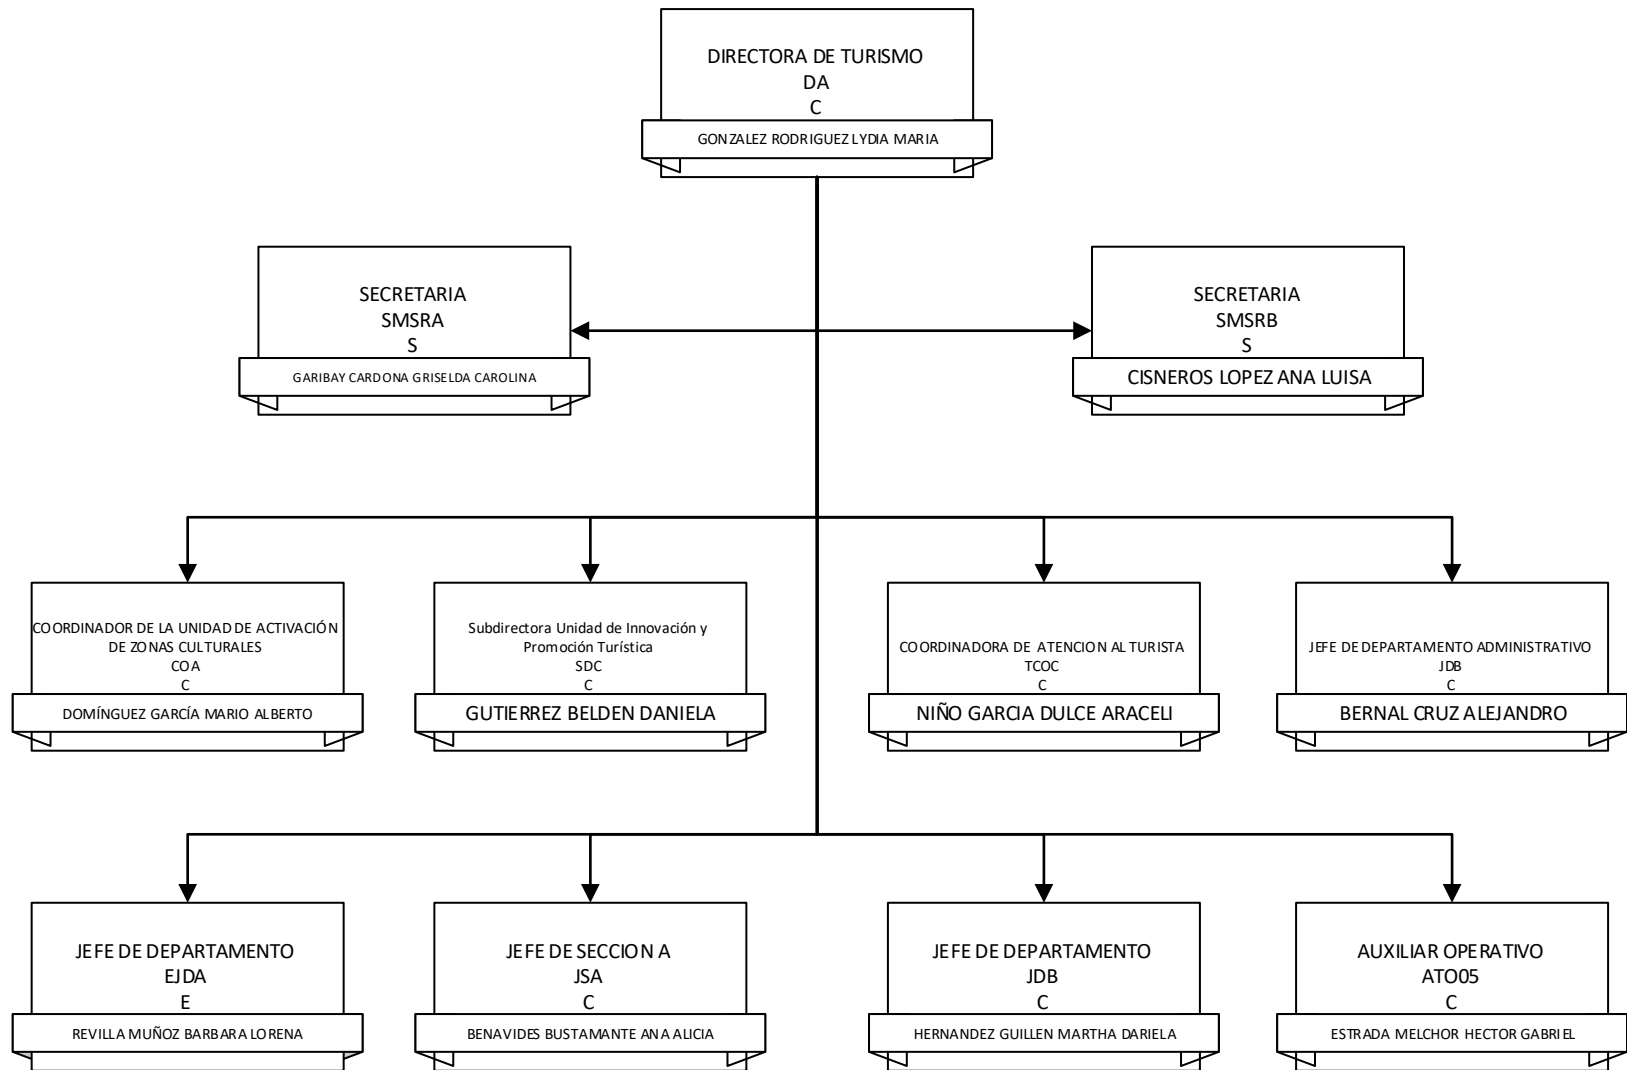 DIRECTORA DE TURISMO
DA
C
GONZALEZ RODRIGUEZ LYDIA MARIA
SECRETARIA
SMSRA
S
GARIBAY CARDONA GRISELDA CAROLINA
SECRETARIA
SMSRB
S
CISNEROS LOPEZ ANA LUISA
COORDINADOR DE LA UNIDAD DE ACTIVACIÓN
DE ZONAS CULTURALES
COA
C
DOMÍNGUEZ GARCÍA MARIO ALBERTO
Subdirectora Unidad de Innovación y
Promoción Turística
SDC
C
GUTIERREZ BELDEN DANIELA
COORDINADORA DE ATENCION AL TURISTA
TCOC
C
NIÑO GARCIA DULCE ARACELI
JEFE DE DEPARTAMENTO ADMINISTRATIVO
JDB
C
BERNAL CRUZ ALEJANDRO
JEFE DE DEPARTAMENTO
EJDA
E
REVILLA MUÑOZ BARBARA LORENA
JEFE DE SECCION A
JSA
C
BENAVIDES BUSTAMANTE ANA ALICIA
JEFE DE DEPARTAMENTO
JDB
C
HERNANDEZ GUILLEN MARTHA DARIELA
AUXILIAR OPERATIVO
ATO05
C
ESTRADA MELCHOR HECTOR GABRIEL